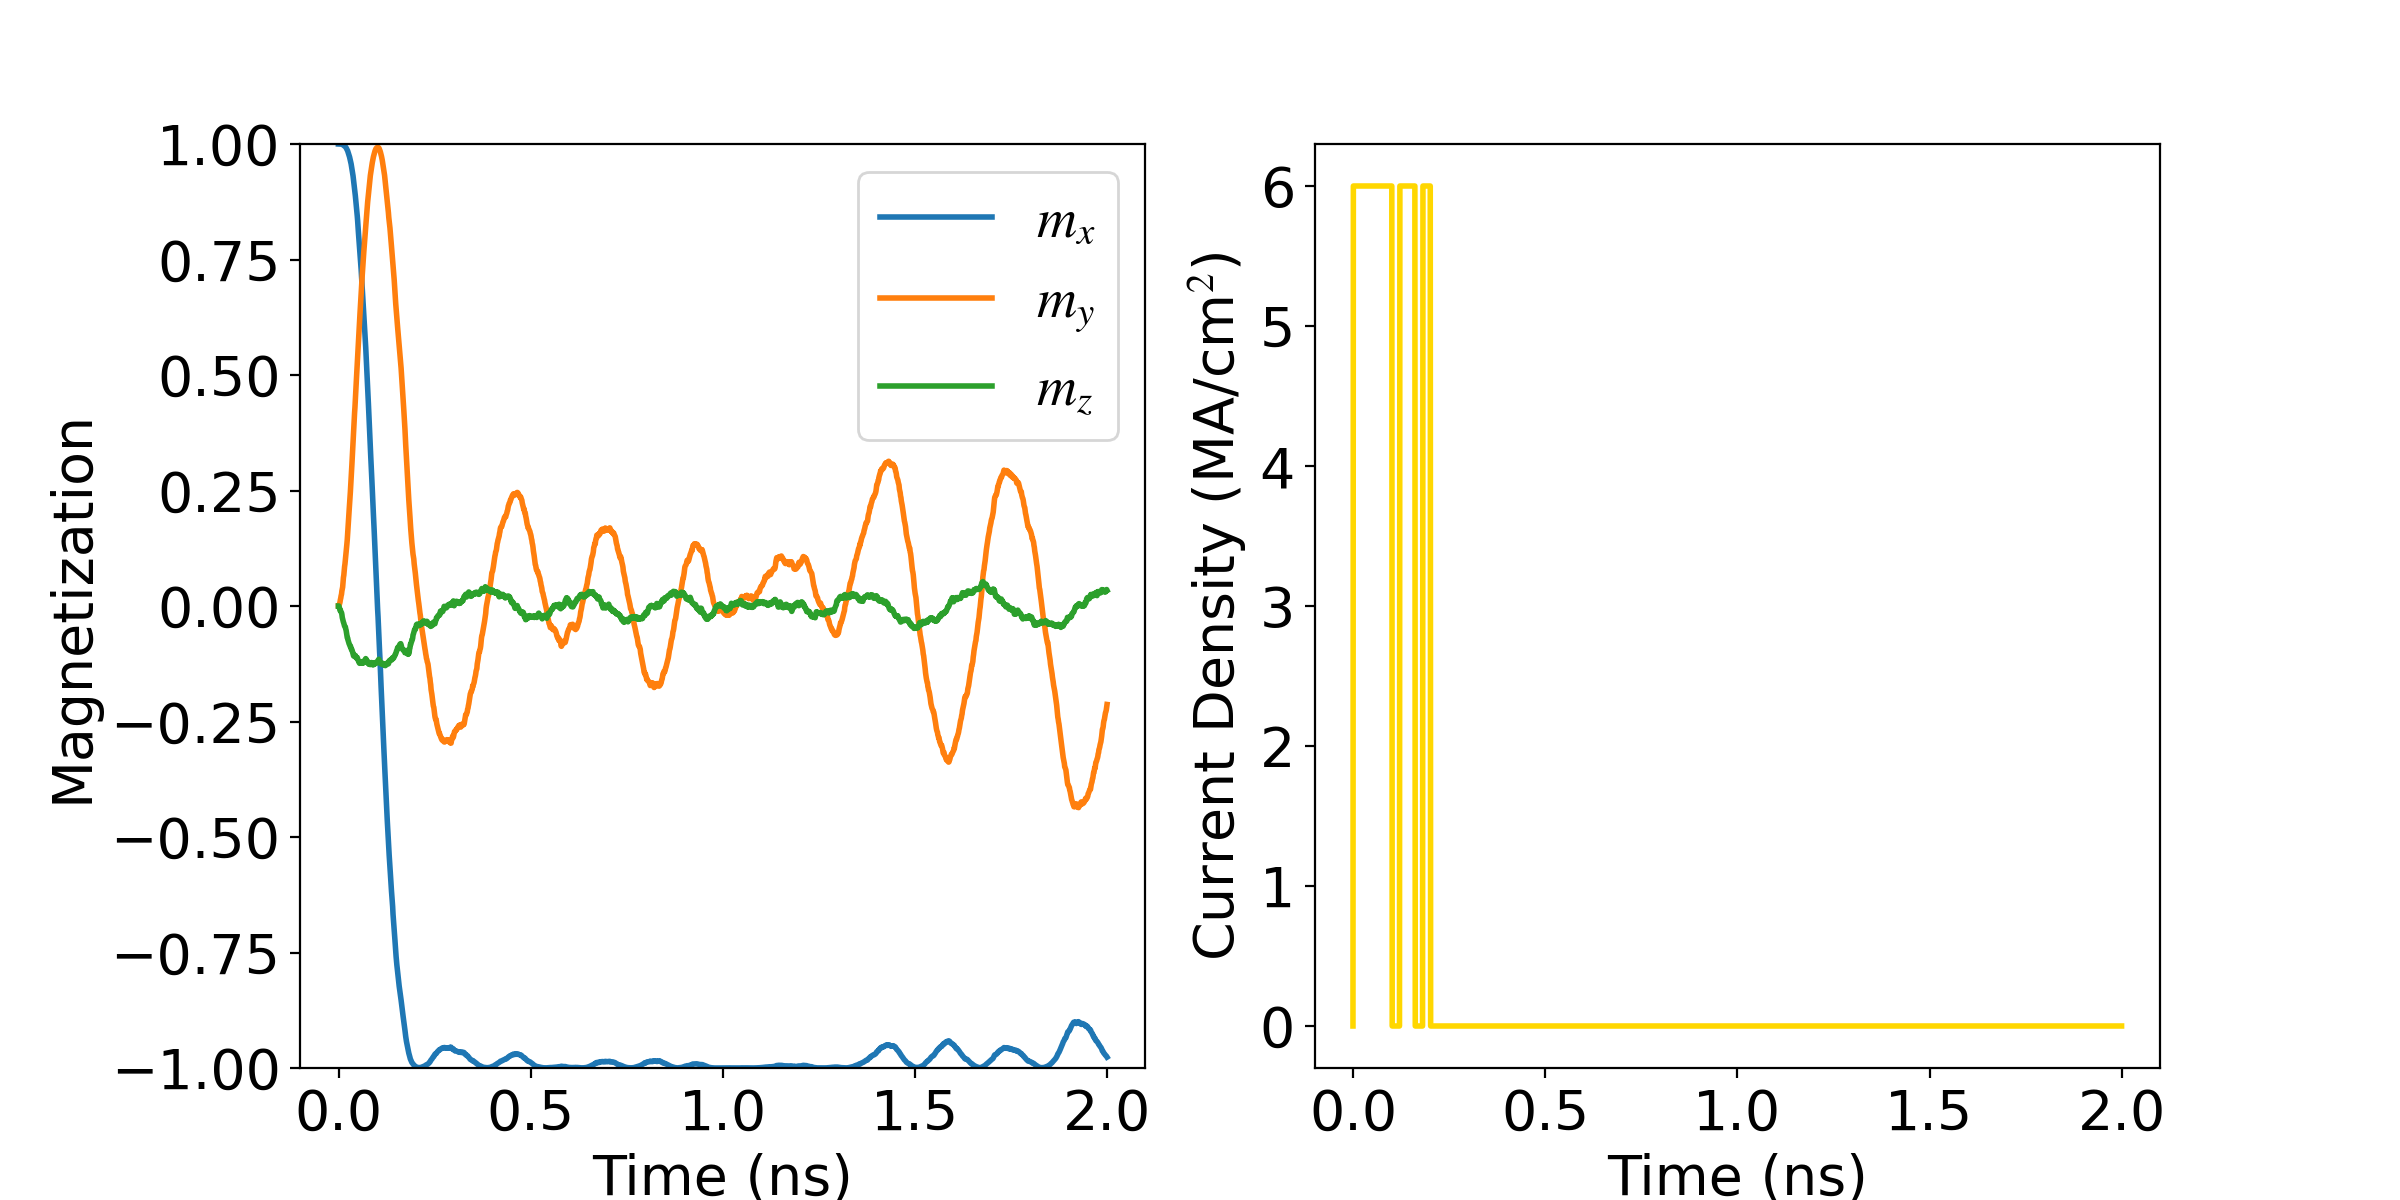 Magnetization
1.00
0.75
0.50
0.25
0.00
−0.25
−0.50
−0.75
−1.00
0.0 0.5 1.0 1.5 2.0
Time (ns)
$m_x$
$m_y$
$m_z$
Current Density (MA/cm$^2$)
6
5
4
3
2
1
0
0.0 0.5 1.0 1.5 2.0
Time (ns)